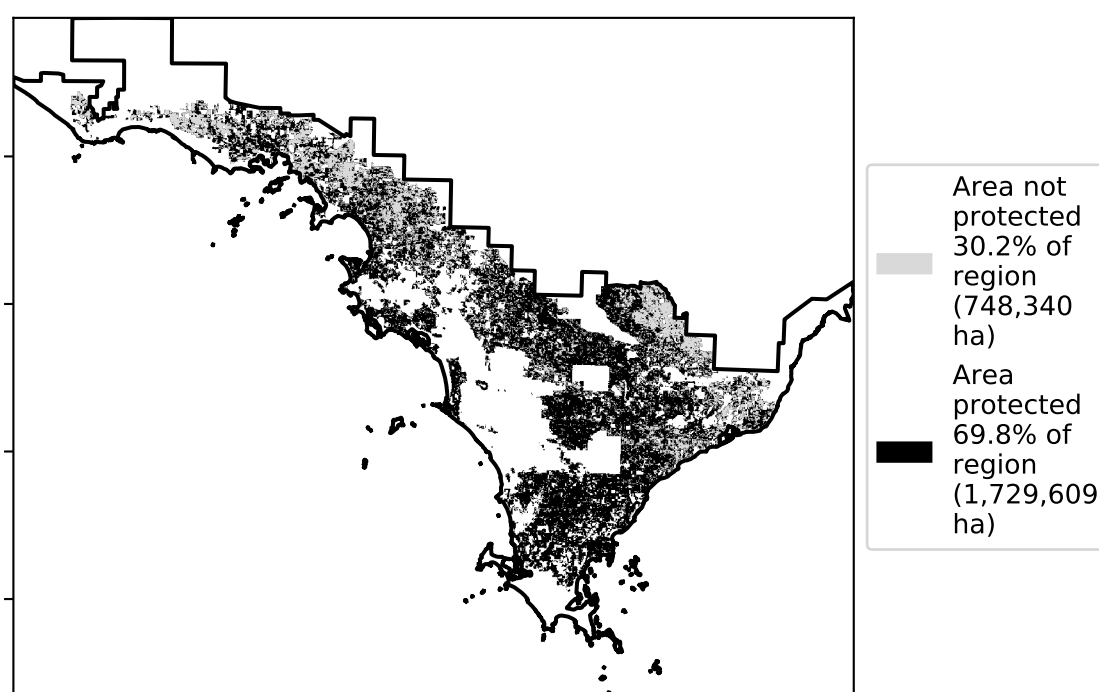 Area not
protected
30.2% of
region
(748,340
ha)
Area
protected
69.8% of
region
(1,729,609
ha)